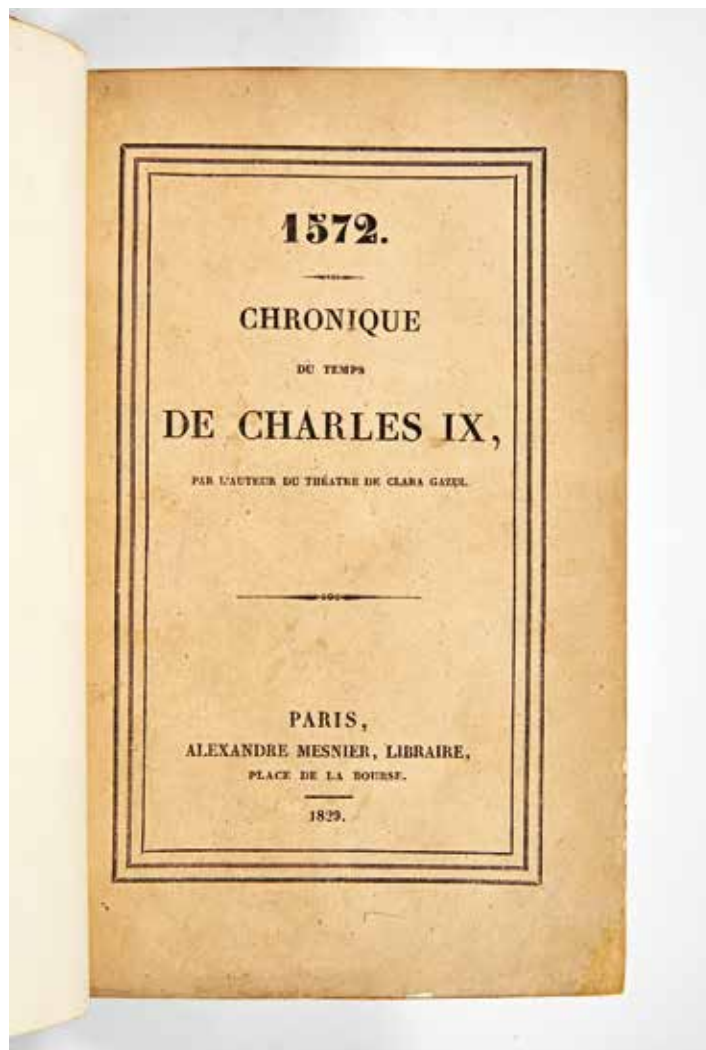 1572.
CHRONIQUE
DU TEMPS
DE CHARLES IX,
PAR L'AUTEUR DU THÉATRE DE CLARA GAZUL.
PARIS,
ALEXANDRE MESNIER, LIBRAIRE,
PLACE DE LA BOURSE.
1829.